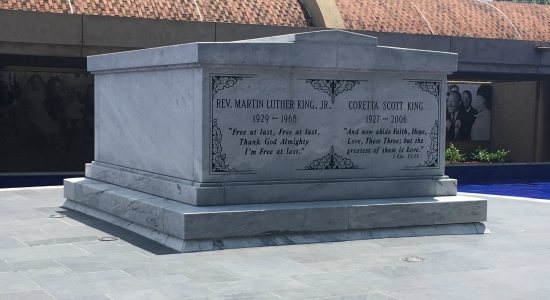 REV. MARTIN LUTHER KING, JR.
1929 — 1968
"Free at last, Free at last,
Thank God Almighty
I'm Free at last."
CORETTA SCOTT KING
1927 — 2006
"And now abide Faith, Hope,
Love, These Three; but the
greatest of these is Love."
1 Cor. 13:13